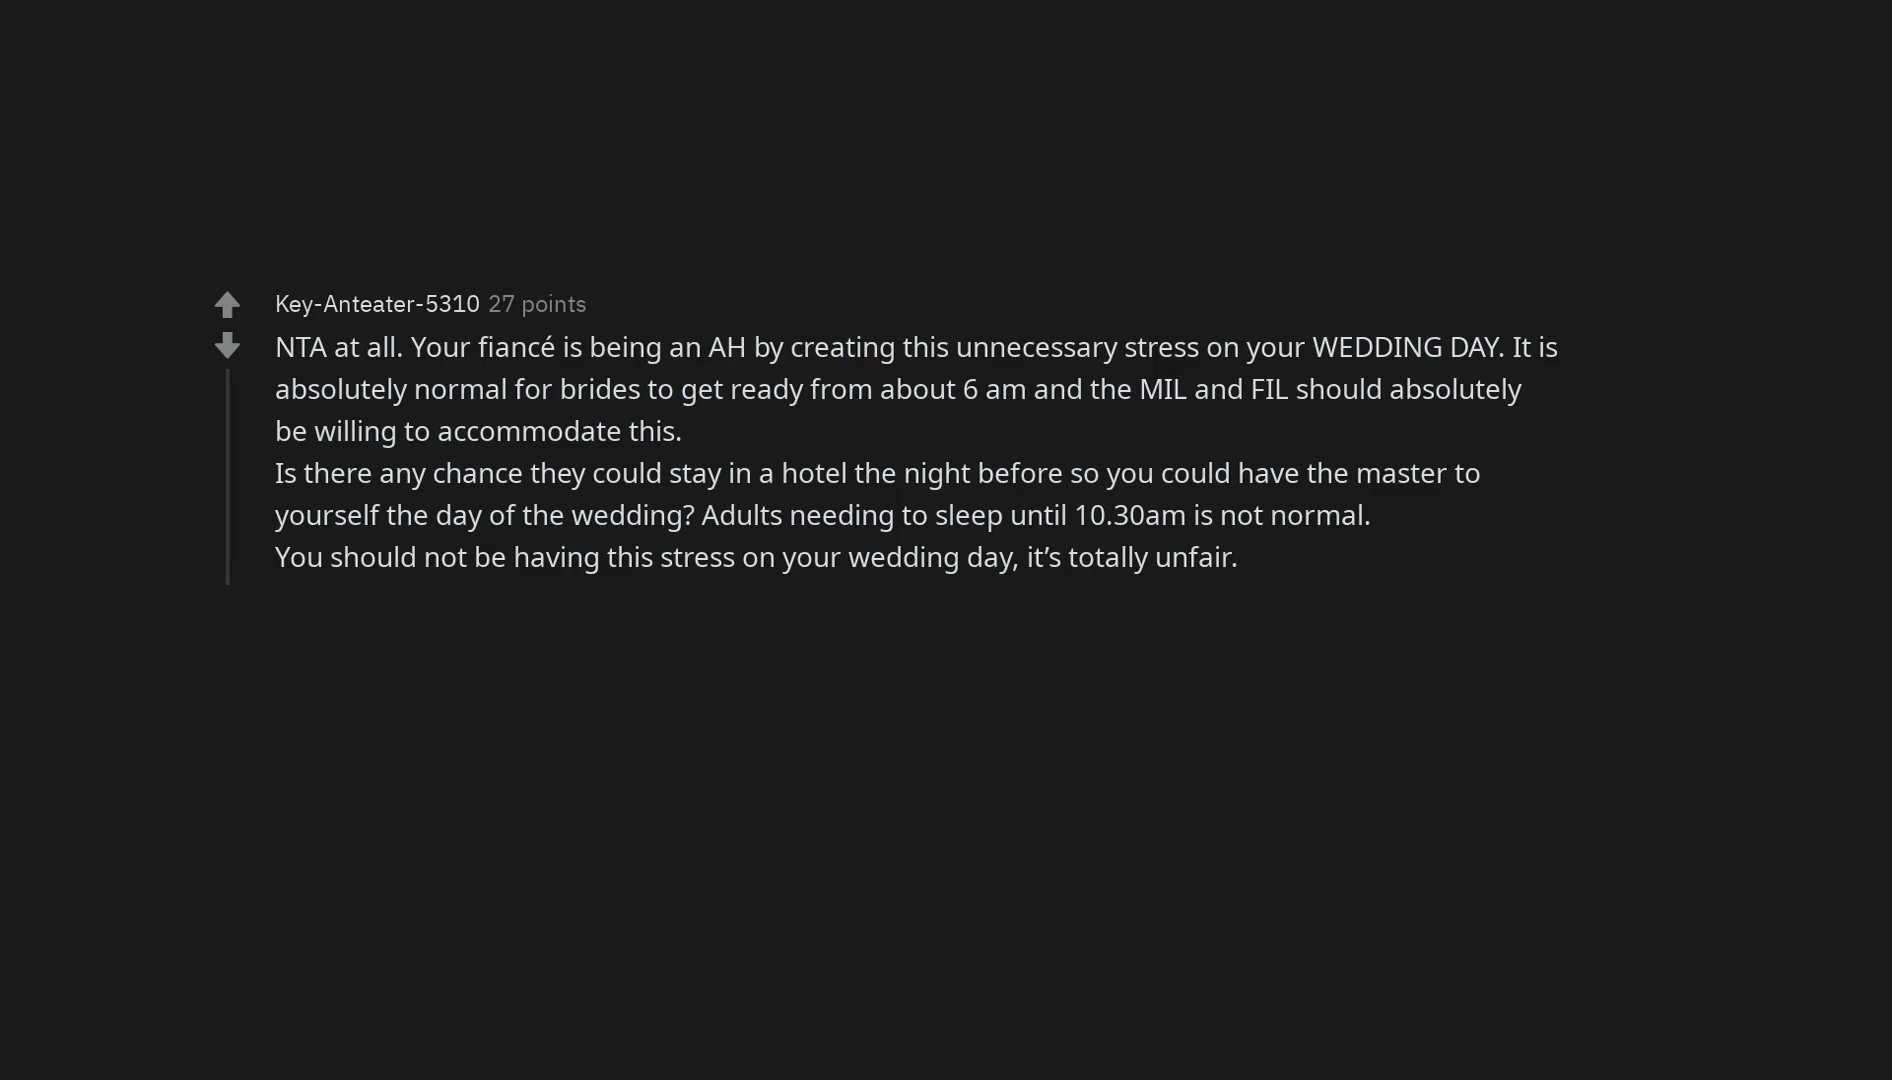 Key-Anteater-5310 27 points
NTA at all. Your fiancé is being an AH by creating this unnecessary stress on your WEDDING DAY. It is
absolutely normal for brides to get ready from about 6 am and the MIL and FIL should absolutely
be willing to accommodate this.
Is there any chance they could stay in a hotel the night before so you could have the master to
yourself the day of the wedding? Adults needing to sleep until 10.30am is not normal.
You should not be having this stress on your wedding day, it’s totally unfair.